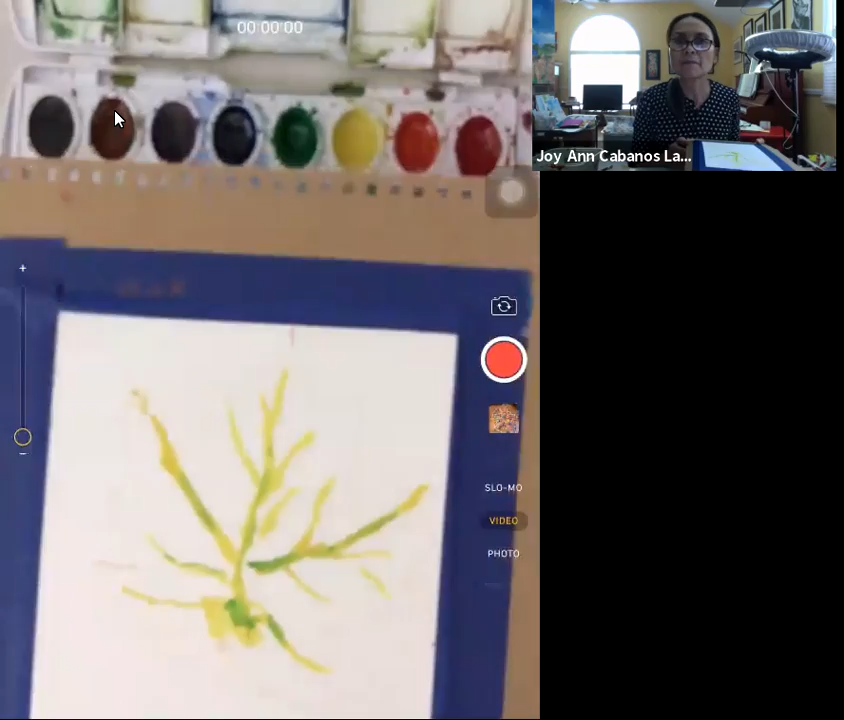 00 00 00
Joy Ann Cabanos La...
SLO-MO
VIDEO
PHOTO